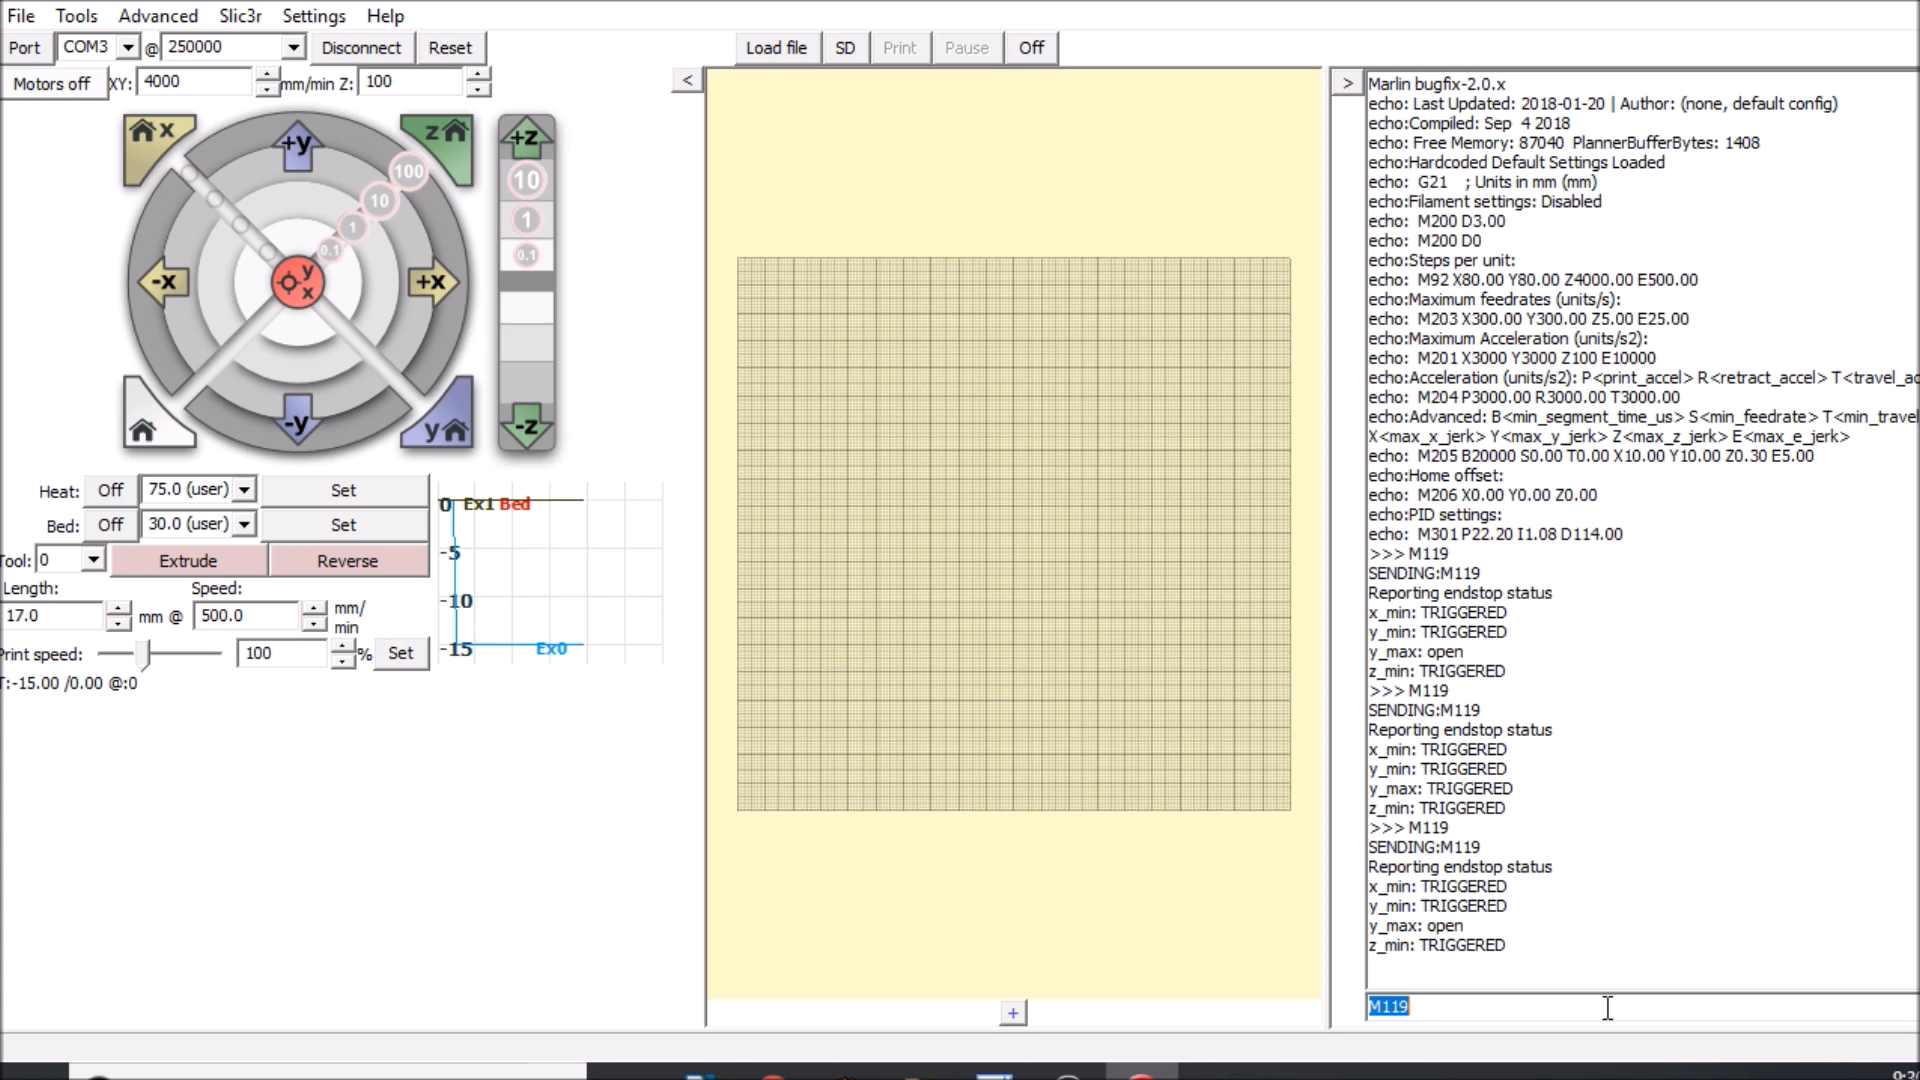 File Tools Advanced Slic3r Settings Help
Port COM3 @ 250000 Disconnect Reset
Load file SD Print Pause Off
Motors off XY: 4000 mm/min Z: 100
<
>
x z
+y
100
10
1
0.1
-x y x +x
-y
y
+z
10
1
0.1
-z
Heat: Off 75.0 (user) Set
Bed: Off 30.0 (user) Set
Tool: 0 Extrude Reverse
Length: Speed:
17.0 mm @ 500.0 mm/
min
Print speed: 100 % Set
T:-15.00 /0.00 @:0
0 Ex1 Bed
-5
-10
-15 Ex0
+
Marlin bugfix-2.0.x
echo: Last Updated: 2018-01-20 | Author: (none, default config)
echo:Compiled: Sep 4 2018
echo: Free Memory: 87040 PlannerBufferBytes: 1408
echo:Hardcoded Default Settings Loaded
echo: G21 ; Units in mm (mm)
echo:Filament settings: Disabled
echo: M200 D3.00
echo: M200 D0
echo:Steps per unit:
echo: M92 X80.00 Y80.00 Z4000.00 E500.00
echo:Maximum feedrates (units/s):
echo: M203 X300.00 Y300.00 Z5.00 E25.00
echo:Maximum Acceleration (units/s2):
echo: M201 X3000 Y3000 Z100 E10000
echo:Acceleration (units/s2): P<print_accel> R<retract_accel> T<travel_ac
echo: M204 P3000.00 R3000.00 T3000.00
echo:Advanced: B<min_segment_time_us> S<min_feedrate> T<min_travel
X<max_x_jerk> Y<max_y_jerk> Z<max_z_jerk> E<max_e_jerk>
echo: M205 B20000 S0.00 T0.00 X10.00 Y10.00 Z0.30 E5.00
echo:Home offset:
echo: M206 X0.00 Y0.00 Z0.00
echo:PID settings:
echo: M301 P22.20 I1.08 D114.00
>>> M119
SENDING:M119
Reporting endstop status
x_min: TRIGGERED
y_min: TRIGGERED
y_max: open
z_min: TRIGGERED
>>> M119
SENDING:M119
Reporting endstop status
x_min: TRIGGERED
y_min: TRIGGERED
y_max: TRIGGERED
z_min: TRIGGERED
>>> M119
SENDING:M119
Reporting endstop status
x_min: TRIGGERED
y_min: TRIGGERED
y_max: open
z_min: TRIGGERED
M119